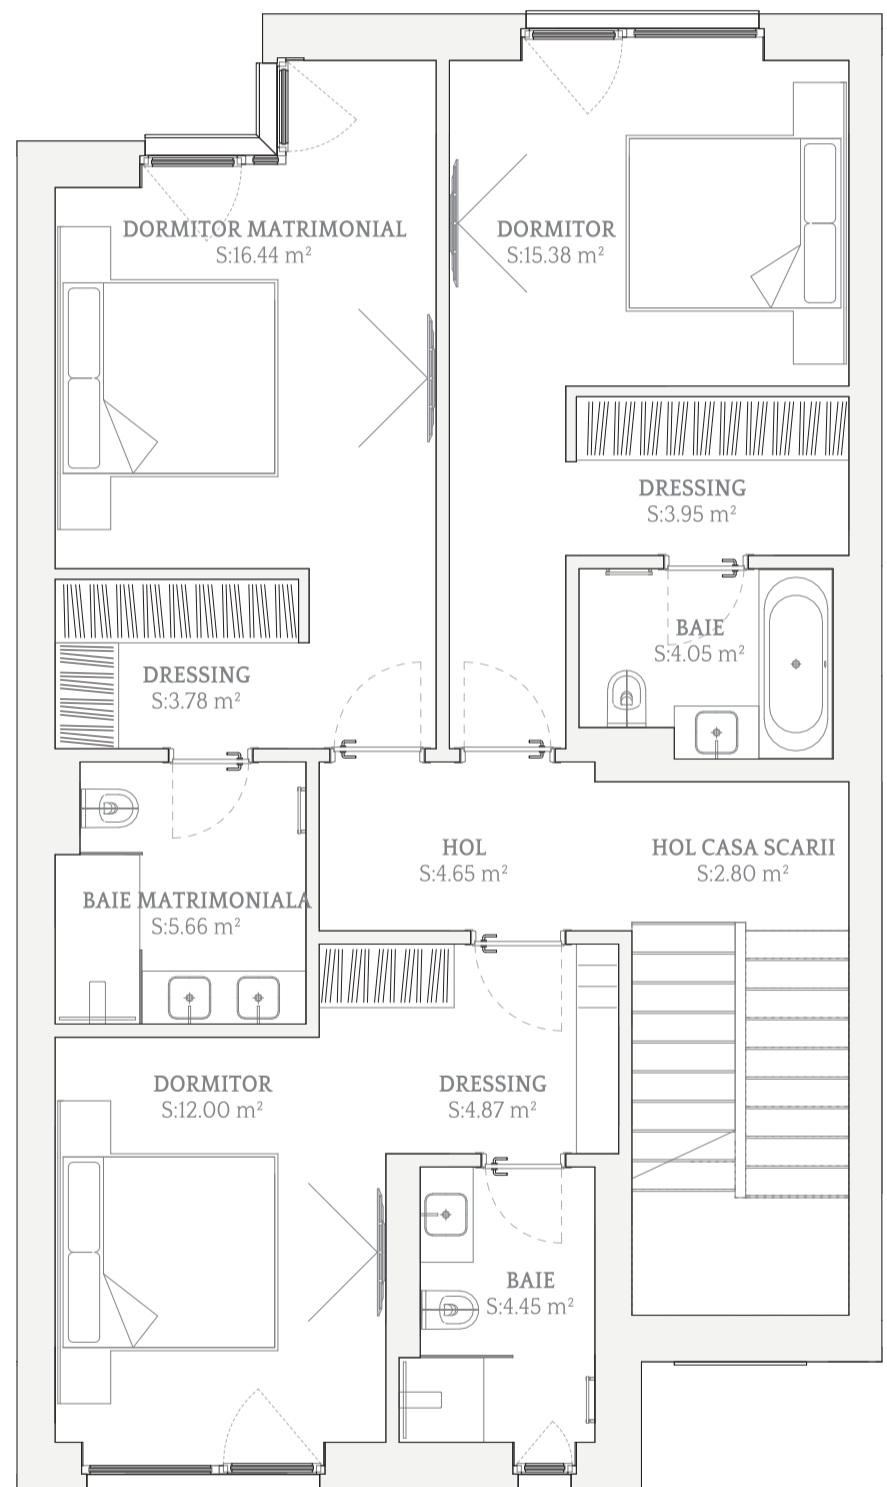 DORMITOR MATRIMONIAL
S:16.44 m²
DORMITOR
S:15.38 m²
DRESSING
S:3.95 m²
BAIE
S:4.05 m²
DRESSING
S:3.78 m²
HOL
S:4.65 m²
HOL CASA SCARII
S:2.80 m²
BAIE MATRIMONIALA
S:5.66 m²
DORMITOR
S:12.00 m²
DRESSING
S:4.87 m²
BAIE
S:4.45 m²